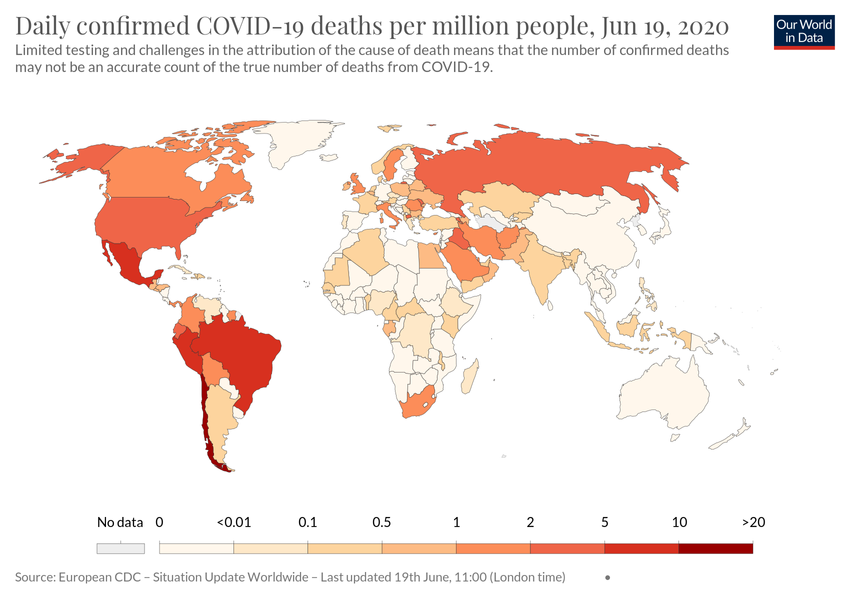 Daily confirmed COVID-19 deaths per million people, Jun 19, 2020
Our World
in Data
Limited testing and challenges in the attribution of the cause of death means that the number of confirmed deaths
may not be an accurate count of the true number of deaths from COVID-19.
No data 0 <0.01 0.1 0.5 1 2 5 10 >20
Source: European CDC – Situation Update Worldwide – Last updated 19th June, 11:00 (London time) •